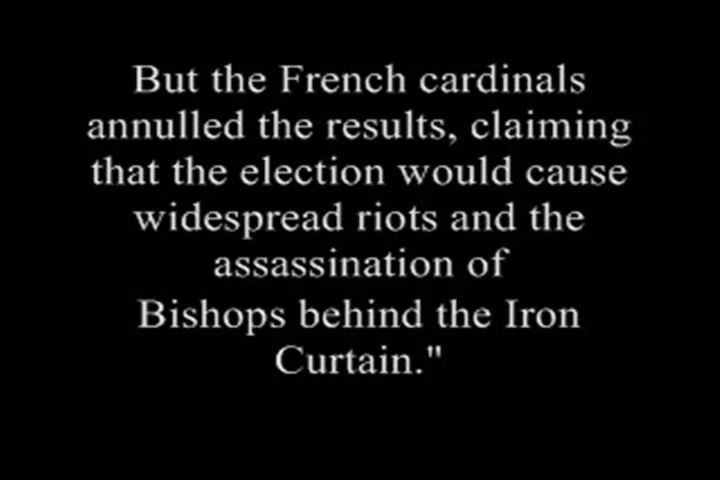 But the French cardinals
annulled the results, claiming
that the election would cause
widespread riots and the
assassination of
Bishops behind the Iron
Curtain."